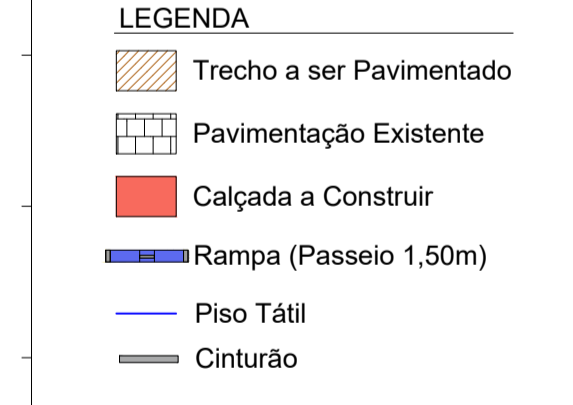 LEGENDA
Trecho a ser Pavimentado
Pavimentação Existente
Calçada a Construir
Rampa (Passeio 1,50m)
Piso Tátil
Cinturão